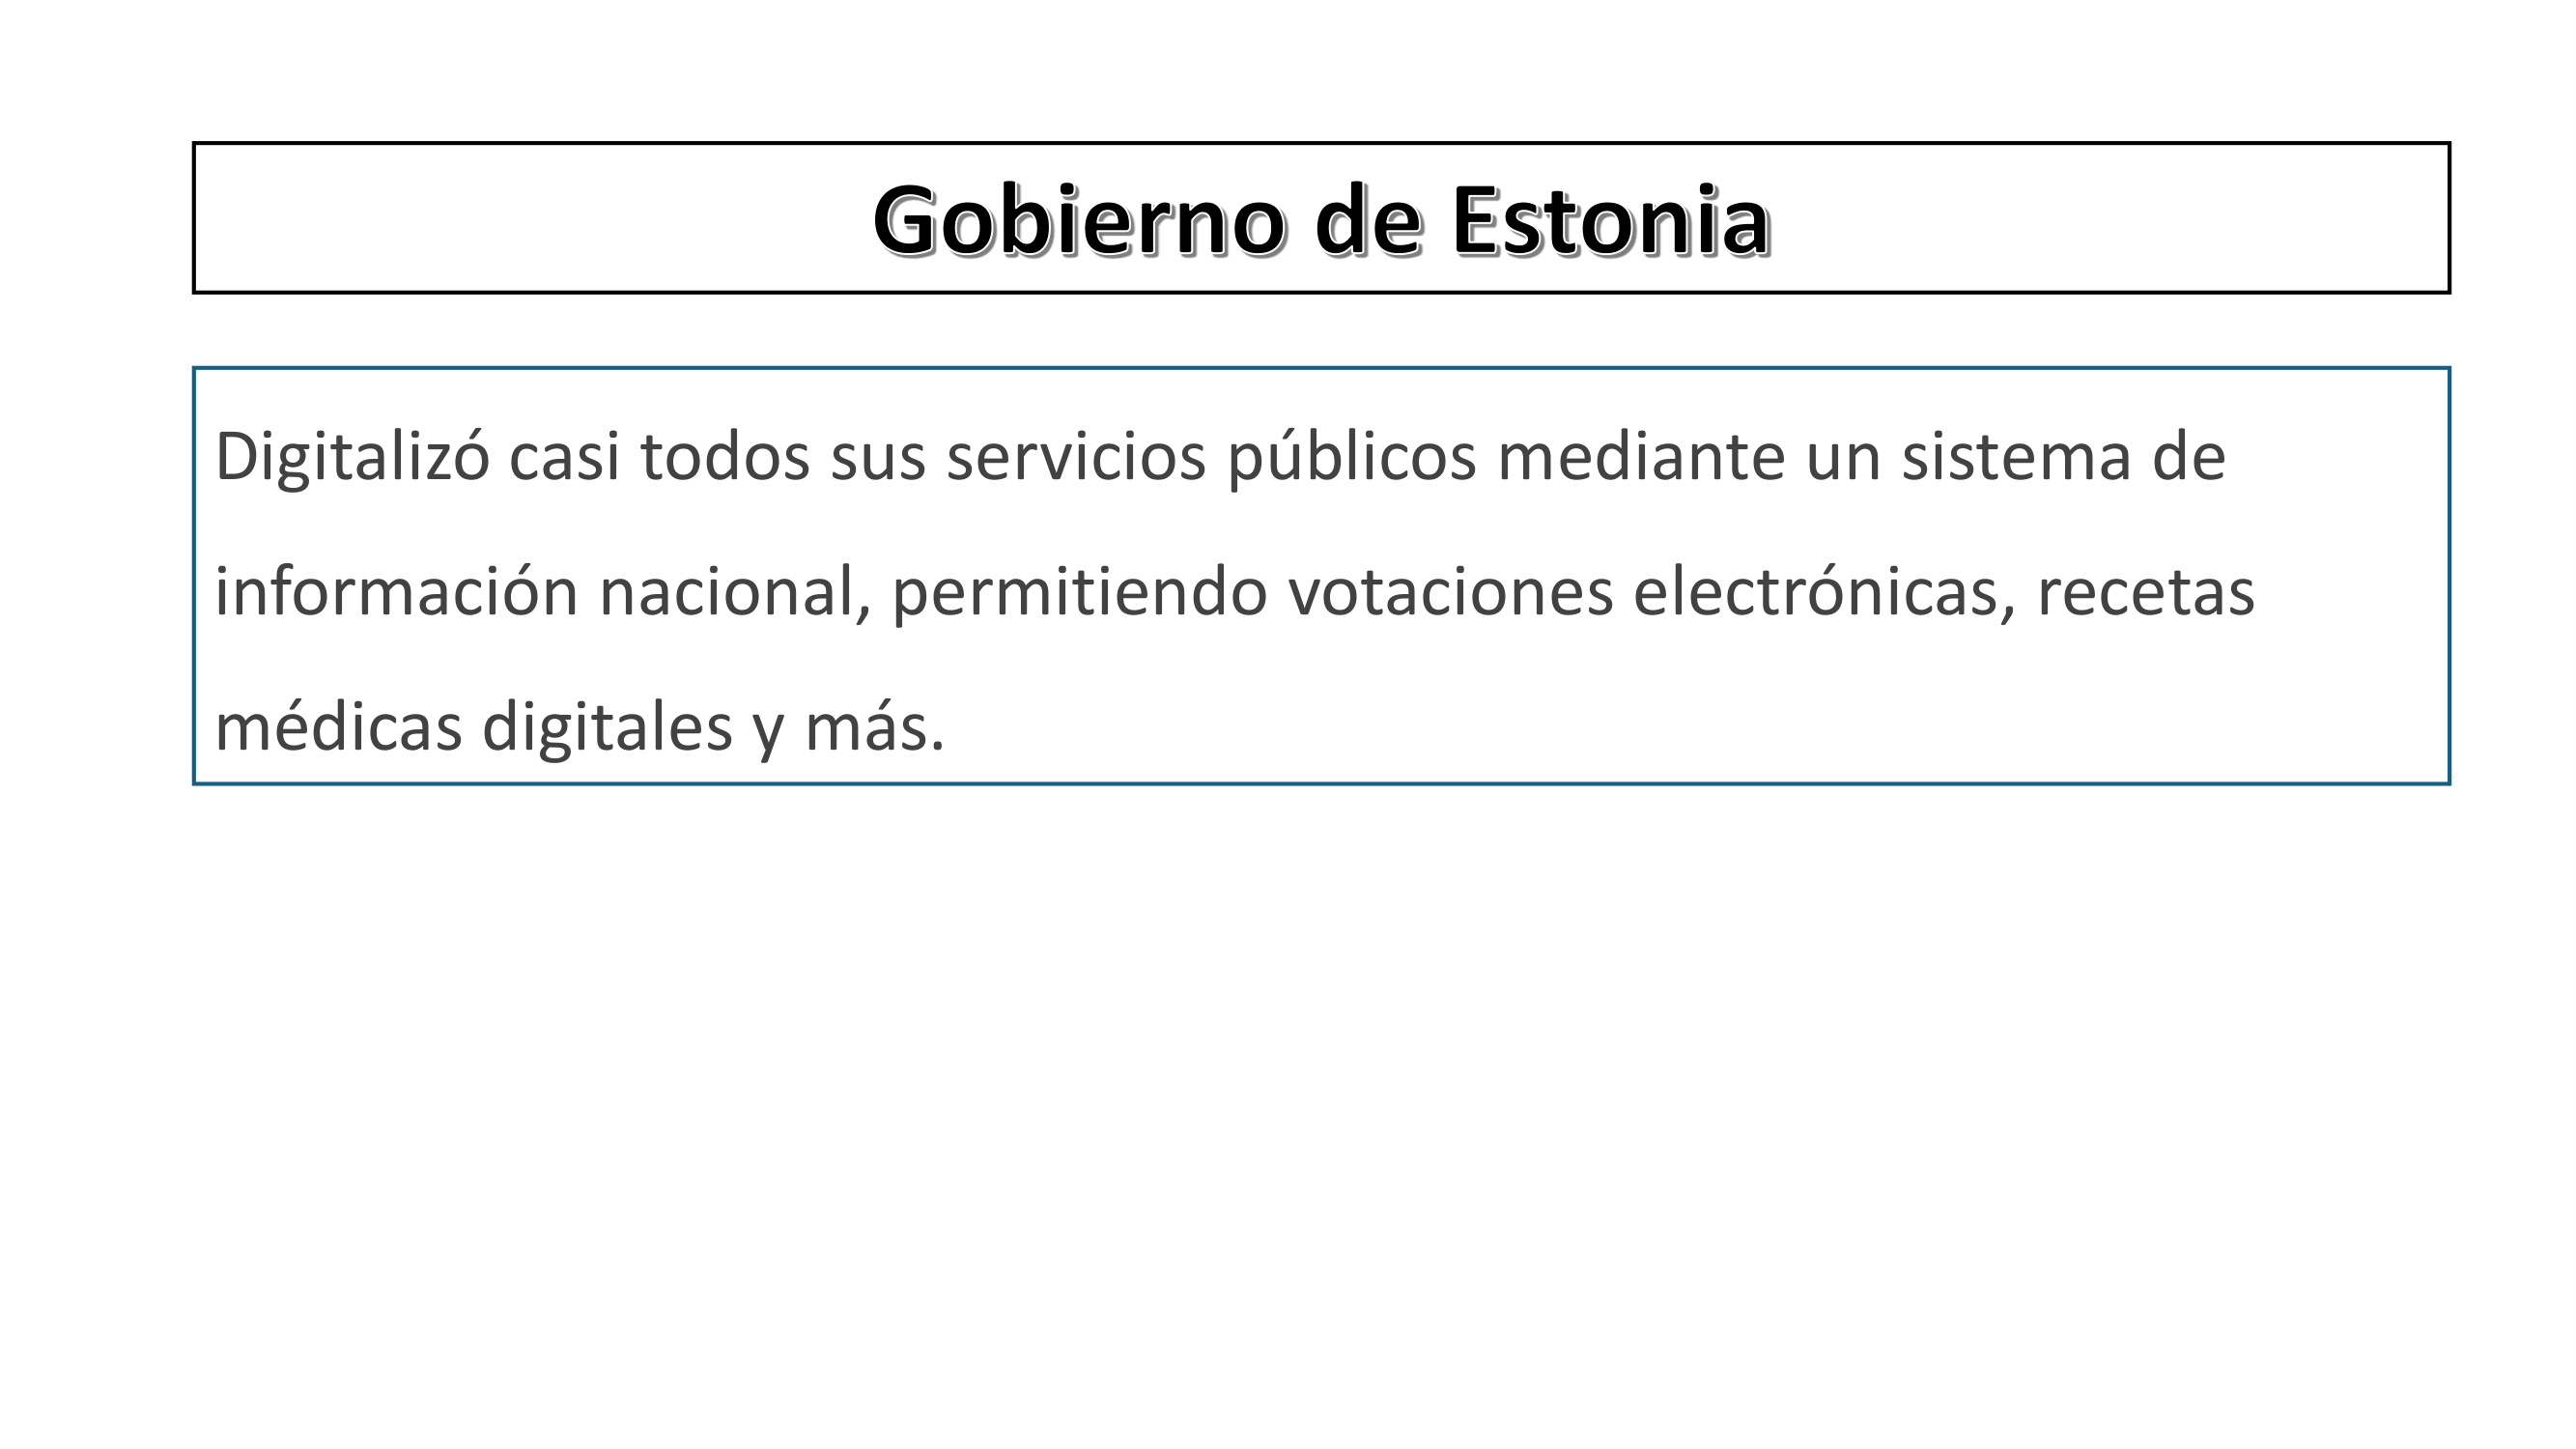 Gobierno de Estonia
Digitalizó casi todos sus servicios públicos mediante un sistema de
información nacional, permitiendo votaciones electrónicas, recetas
médicas digitales y más.